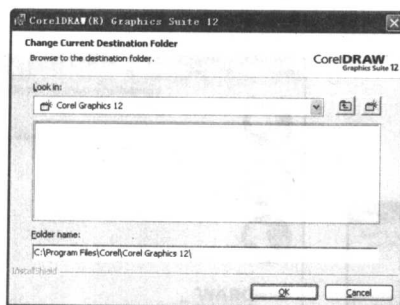 CorelDRAW(R) Graphics Suite 12
Change Current Destination Folder
Browse to the destination folder.
CorelDRAW
Graphics Suite 12
Look in:
Corel Graphics 12
Folder name:
C:\Program Files\Corel\Corel Graphics 12\
InstallShield
OK
Cancel